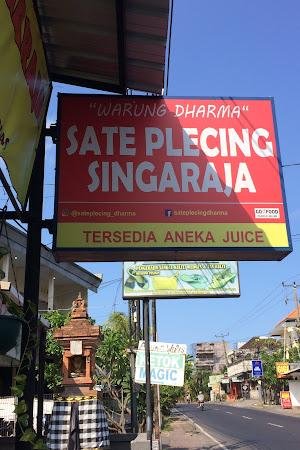 "WARUNG DHARMA"
SATE PLECING
SINGARAJA
@sateplecing_dharma
sateplecingdharma
GO FOOD
TERSEDIA ANEKA JUICE
MAGIC